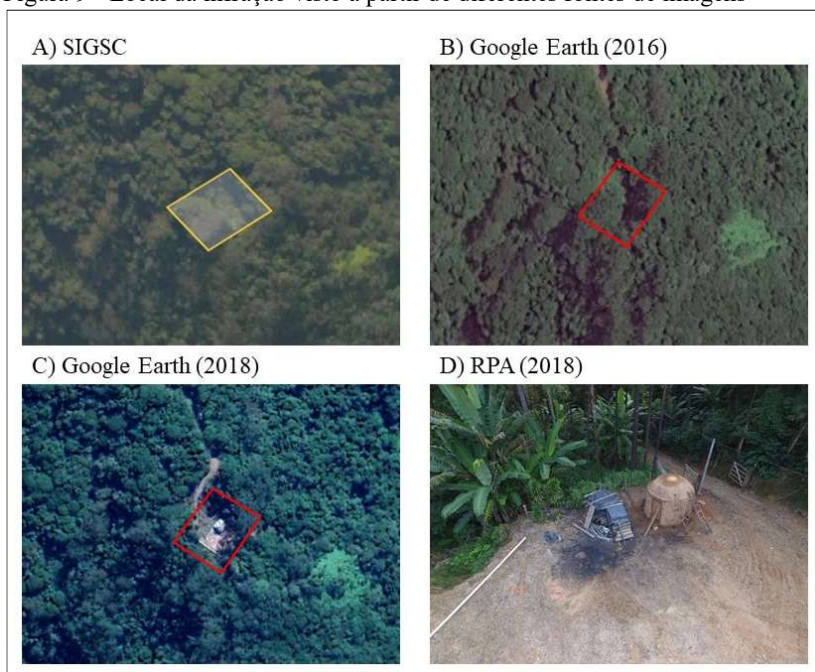 Figura 9 - Local da infração visto a partir de diferentes fontes de imagens
A) SIGSC
B) Google Earth (2016)
C) Google Earth (2018)
D) RPA (2018)